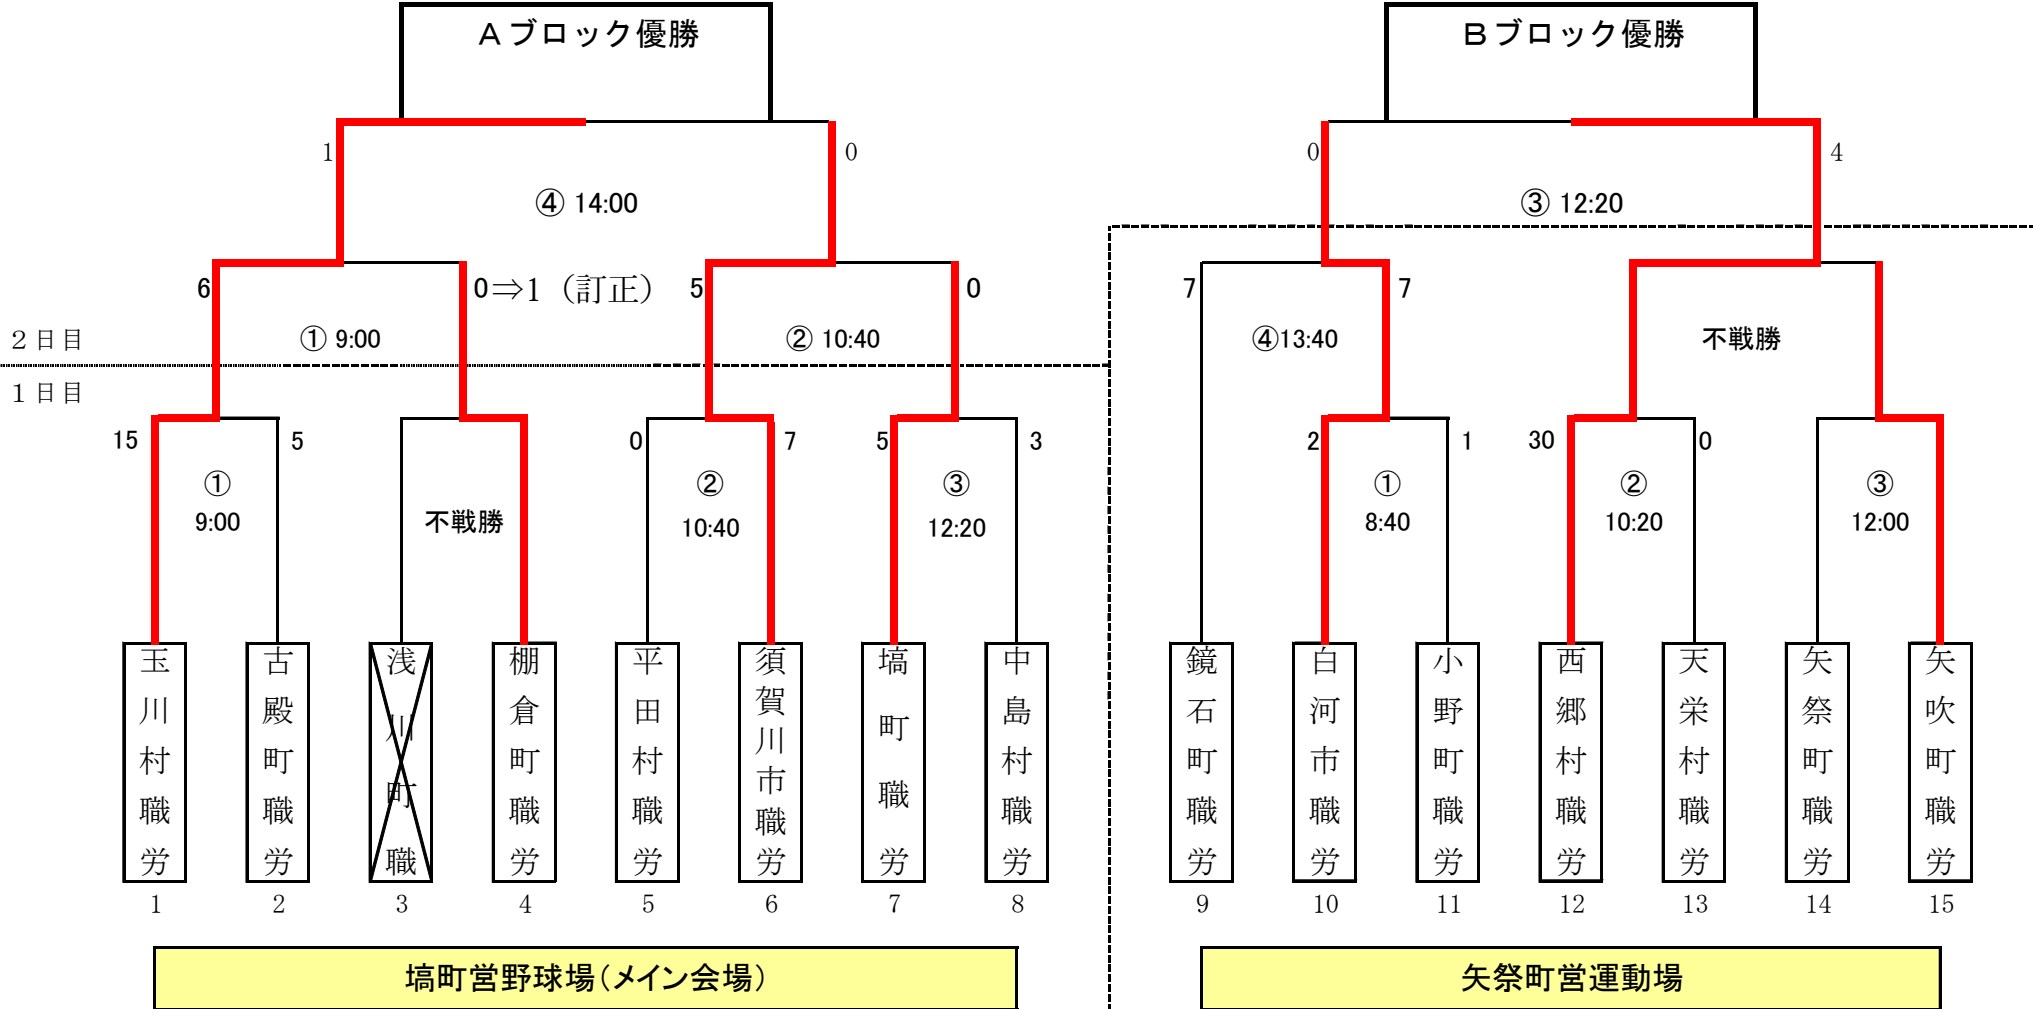 Aブロック優勝
Bブロック優勝
1
0
0
4
④ 14:00
③ 12:20
6
0⇒1（訂正）
5
0
7
7
2日目
① 9:00
② 10:40
④13:40
不戦勝
1日目
15
5
0
7
5
3
2
1
30
0
①
9:00
不戦勝
②
10:40
③
12:20
①
8:40
②
10:20
③
12:00
玉川村職労
古殿町職労
浅川町職
棚倉町職労
平田村職労
須賀川市職労
塙町職労
中島村職労
鏡石町職労
白河市職労
小野町職労
西郷村職労
天栄村職労
矢祭町職労
矢吹町職労
1
2
3
4
5
6
7
8
9
10
11
12
13
14
15
塙町営野球場（メイン会場）
矢祭町営運動場